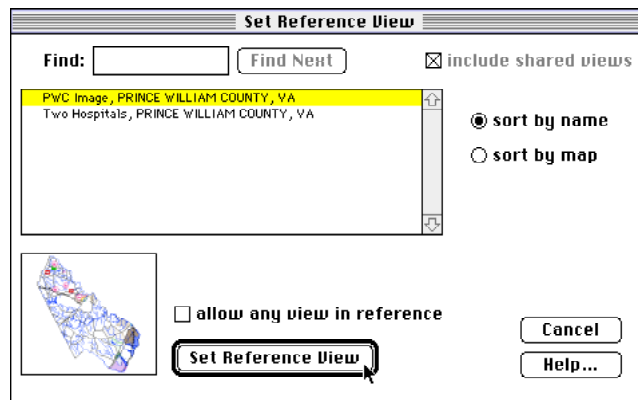 Set Reference View
Find: Find Next include shared views
PWC Image, PRINCE WILLIAM COUNTY, VA
Two Hospitals, PRINCE WILLIAM COUNTY, VA
sort by name
sort by map
allow any view in reference
Set Reference View
Cancel
Help...